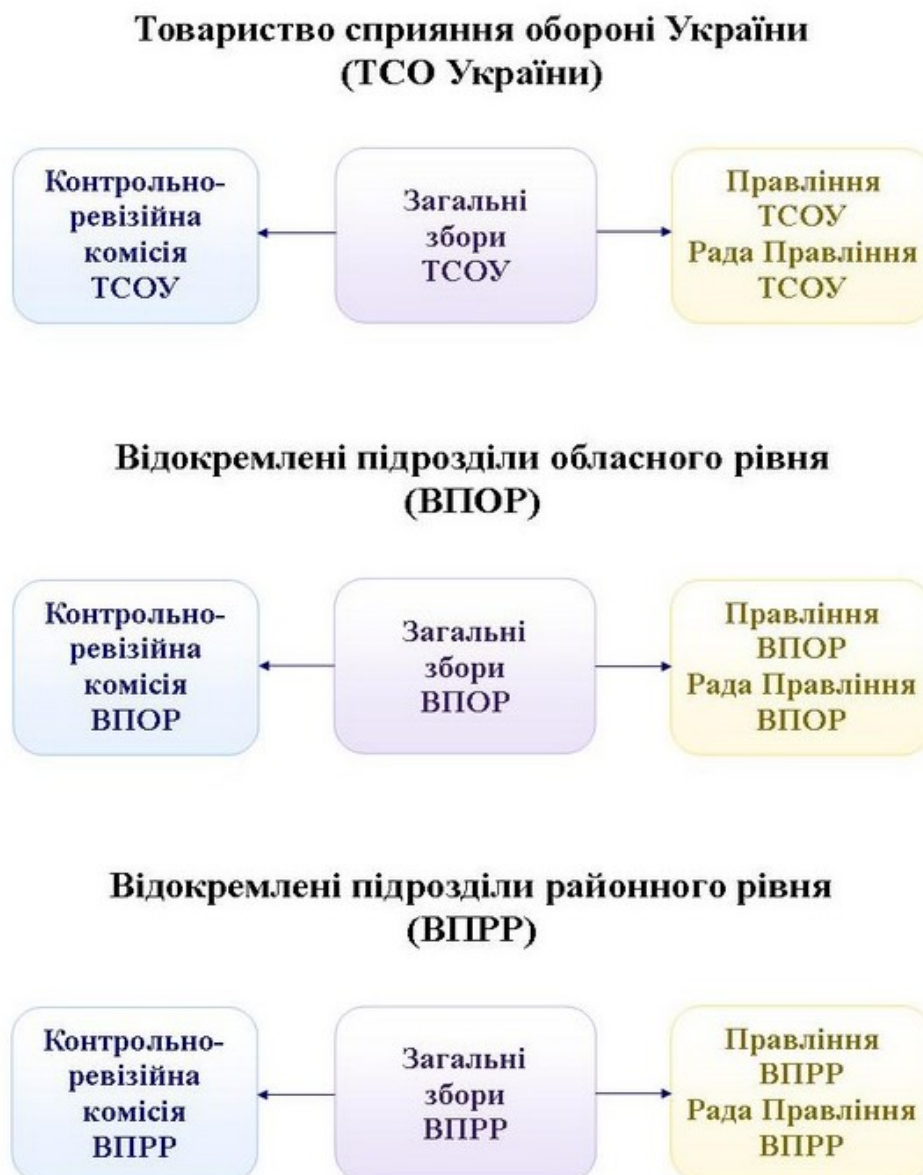 Товариство сприяння обороні України
(ТСО України)
Контрольно-
ревізійна
комісія
ТСОУ
Загальні
збори
ТСОУ
Правління
ТСОУ
Рада Правління
ТСОУ
Відокремлені підрозділи обласного рівня
(ВПОР)
Контрольно-
ревізійна
комісія
ВПОР
Загальні
збори
ВПОР
Правління
ВПОР
Рада Правління
ВПОР
Відокремлені підрозділи районного рівня
(ВПРР)
Контрольно-
ревізійна
комісія
ВПРР
Загальні
збори
ВПРР
Правління
ВПРР
Рада Правління
ВПРР